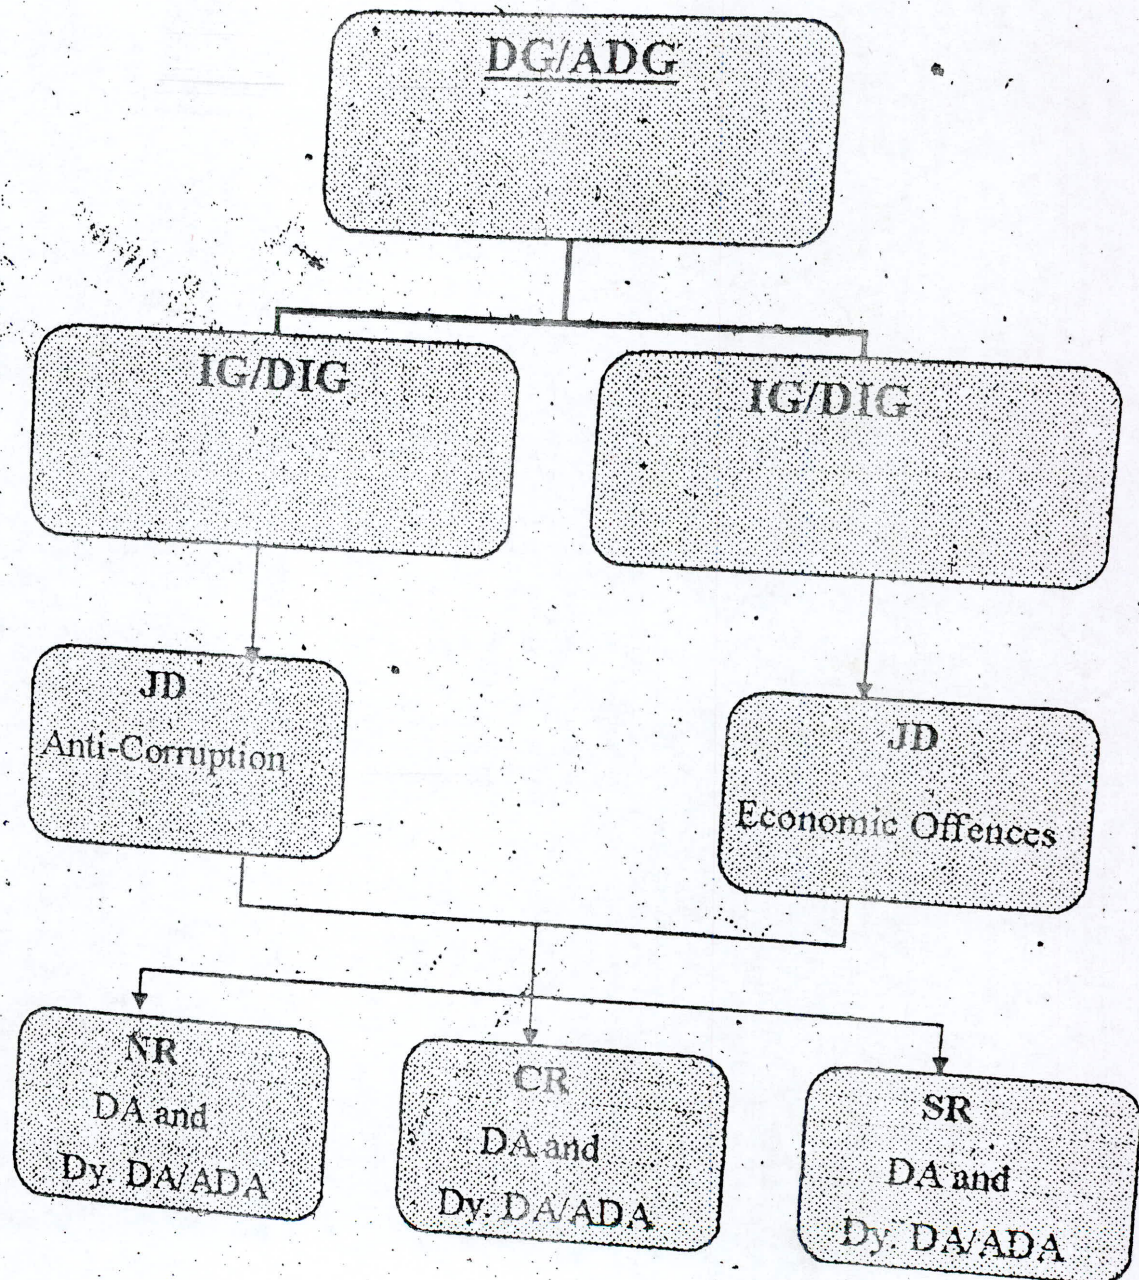 DG/ADG
IG/DIG
IG/DIG
JD
Anti-Corruption
JD
Economic Offences
NR
DA and
Dy. DA/ADA
CR
DA and
Dy. DA/ADA
SR
DA and
Dy. DA/ADA